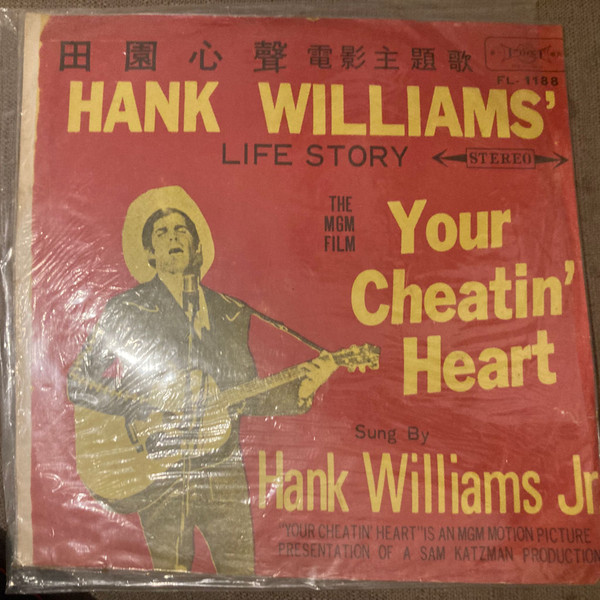 田園心聲 電影主題歌
FL-1188
HANK WILLIAMS'
LIFE STORY
STEREO
THE
MGM
FILM
Your
Cheatin'
Heart
Sung By
Hank Williams Jr
"YOUR CHEATIN' HEART" IS AN MGM MOTION PICTURE
PRESENTATION OF A SAM KATZMAN PRODUCTION